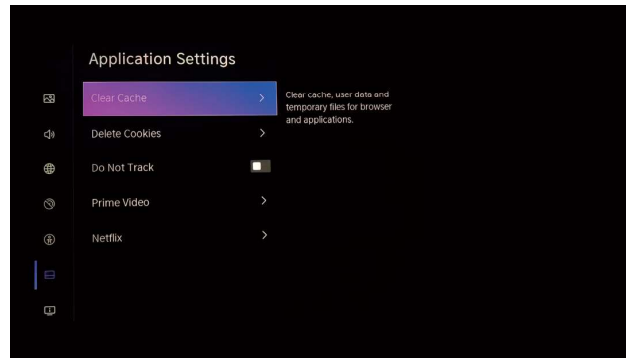 Application Settings
Clear Cache
Clear cache, user data and
temporary files for browser
and applications.
Delete Cookies
Do Not Track
Prime Video
Netflix